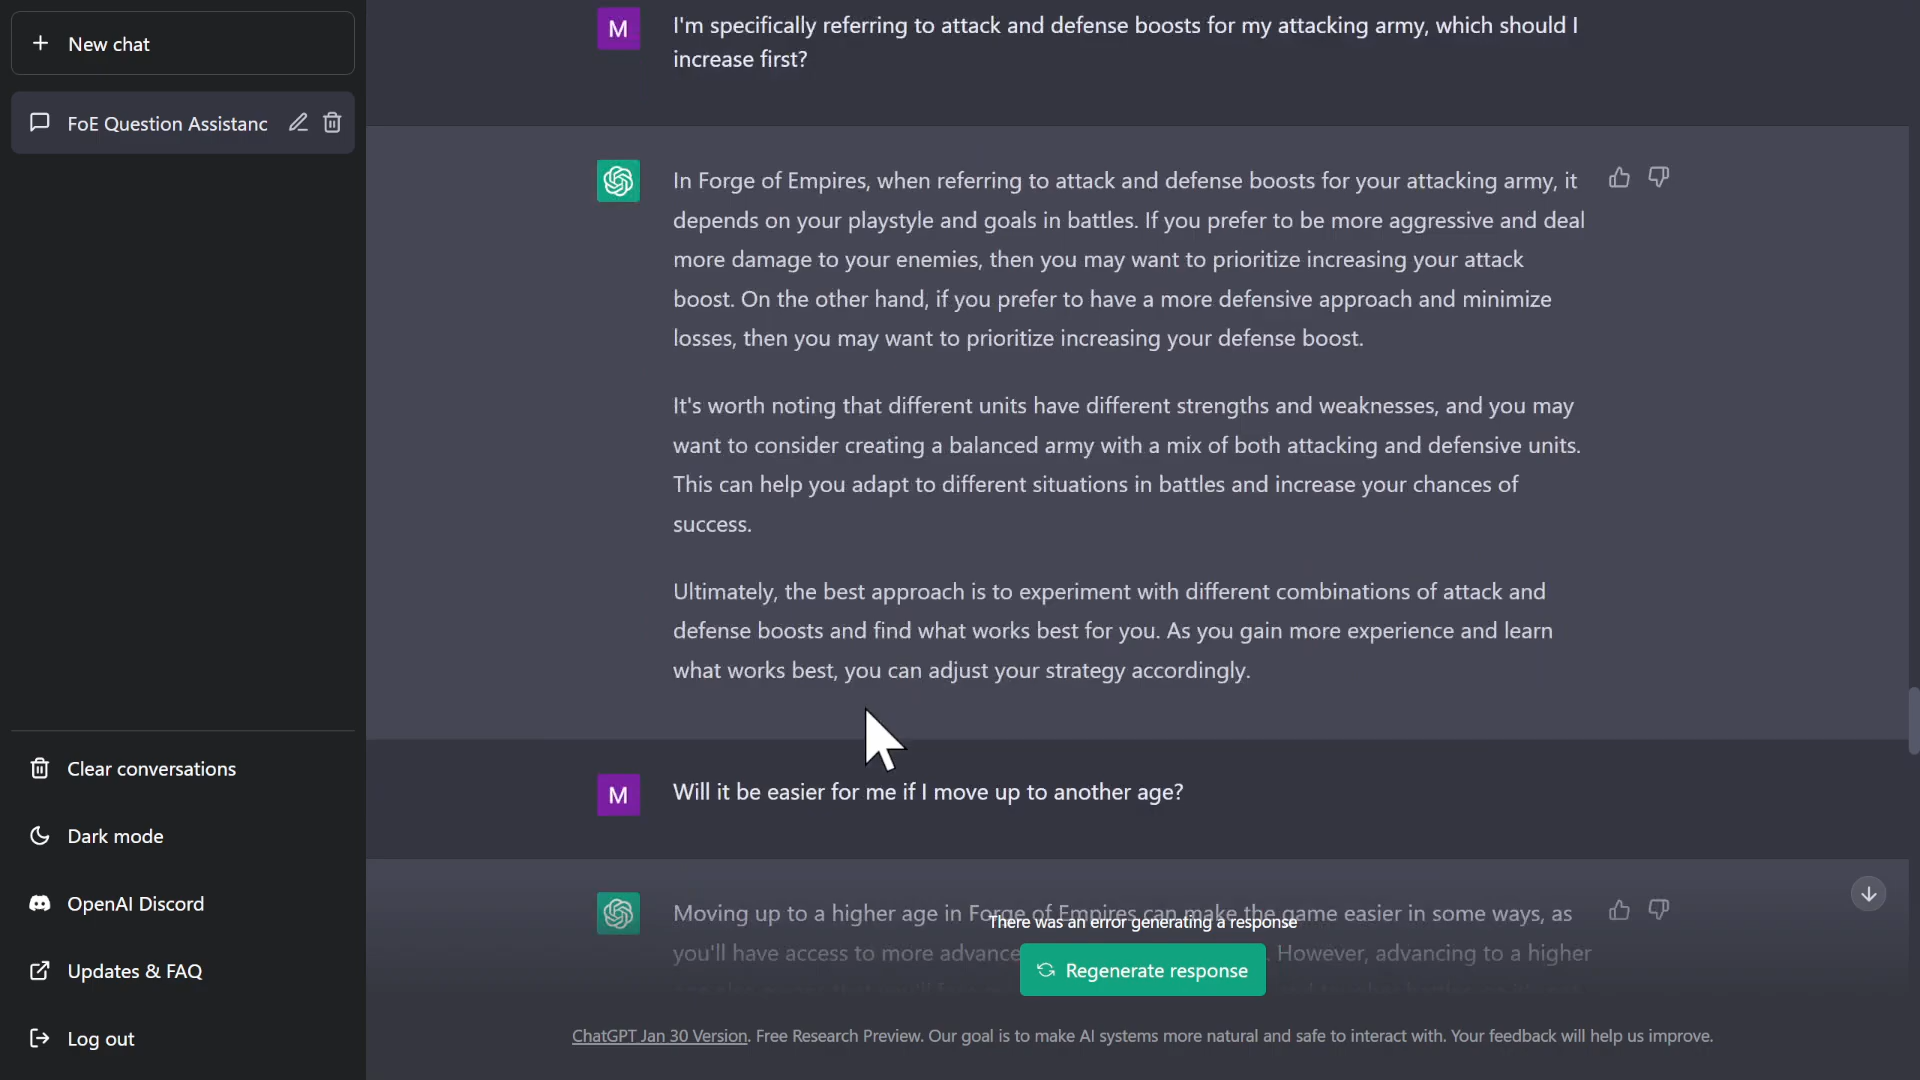 New chat
FoE Question Assistanc
Clear conversations
Dark mode
OpenAI Discord
Updates & FAQ
Log out
M
I'm specifically referring to attack and defense boosts for my attacking army, which should I
increase first?
In Forge of Empires, when referring to attack and defense boosts for your attacking army, it
depends on your playstyle and goals in battles. If you prefer to be more aggressive and deal
more damage to your enemies, then you may want to prioritize increasing your attack
boost. On the other hand, if you prefer to have a more defensive approach and minimize
losses, then you may want to prioritize increasing your defense boost.
It's worth noting that different units have different strengths and weaknesses, and you may
want to consider creating a balanced army with a mix of both attacking and defensive units.
This can help you adapt to different situations in battles and increase your chances of
success.
Ultimately, the best approach is to experiment with different combinations of attack and
defense boosts and find what works best for you. As you gain more experience and learn
what works best, you can adjust your strategy accordingly.
M
Will it be easier for me if I move up to another age?
Moving up to a higher age in Forge of Empires can make the game easier in some ways, as
There was an error generating a response
you'll have access to more advance However, advancing to a higher
Regenerate response
ChatGPT Jan 30 Version. Free Research Preview. Our goal is to make AI systems more natural and safe to interact with. Your feedback will help us improve.